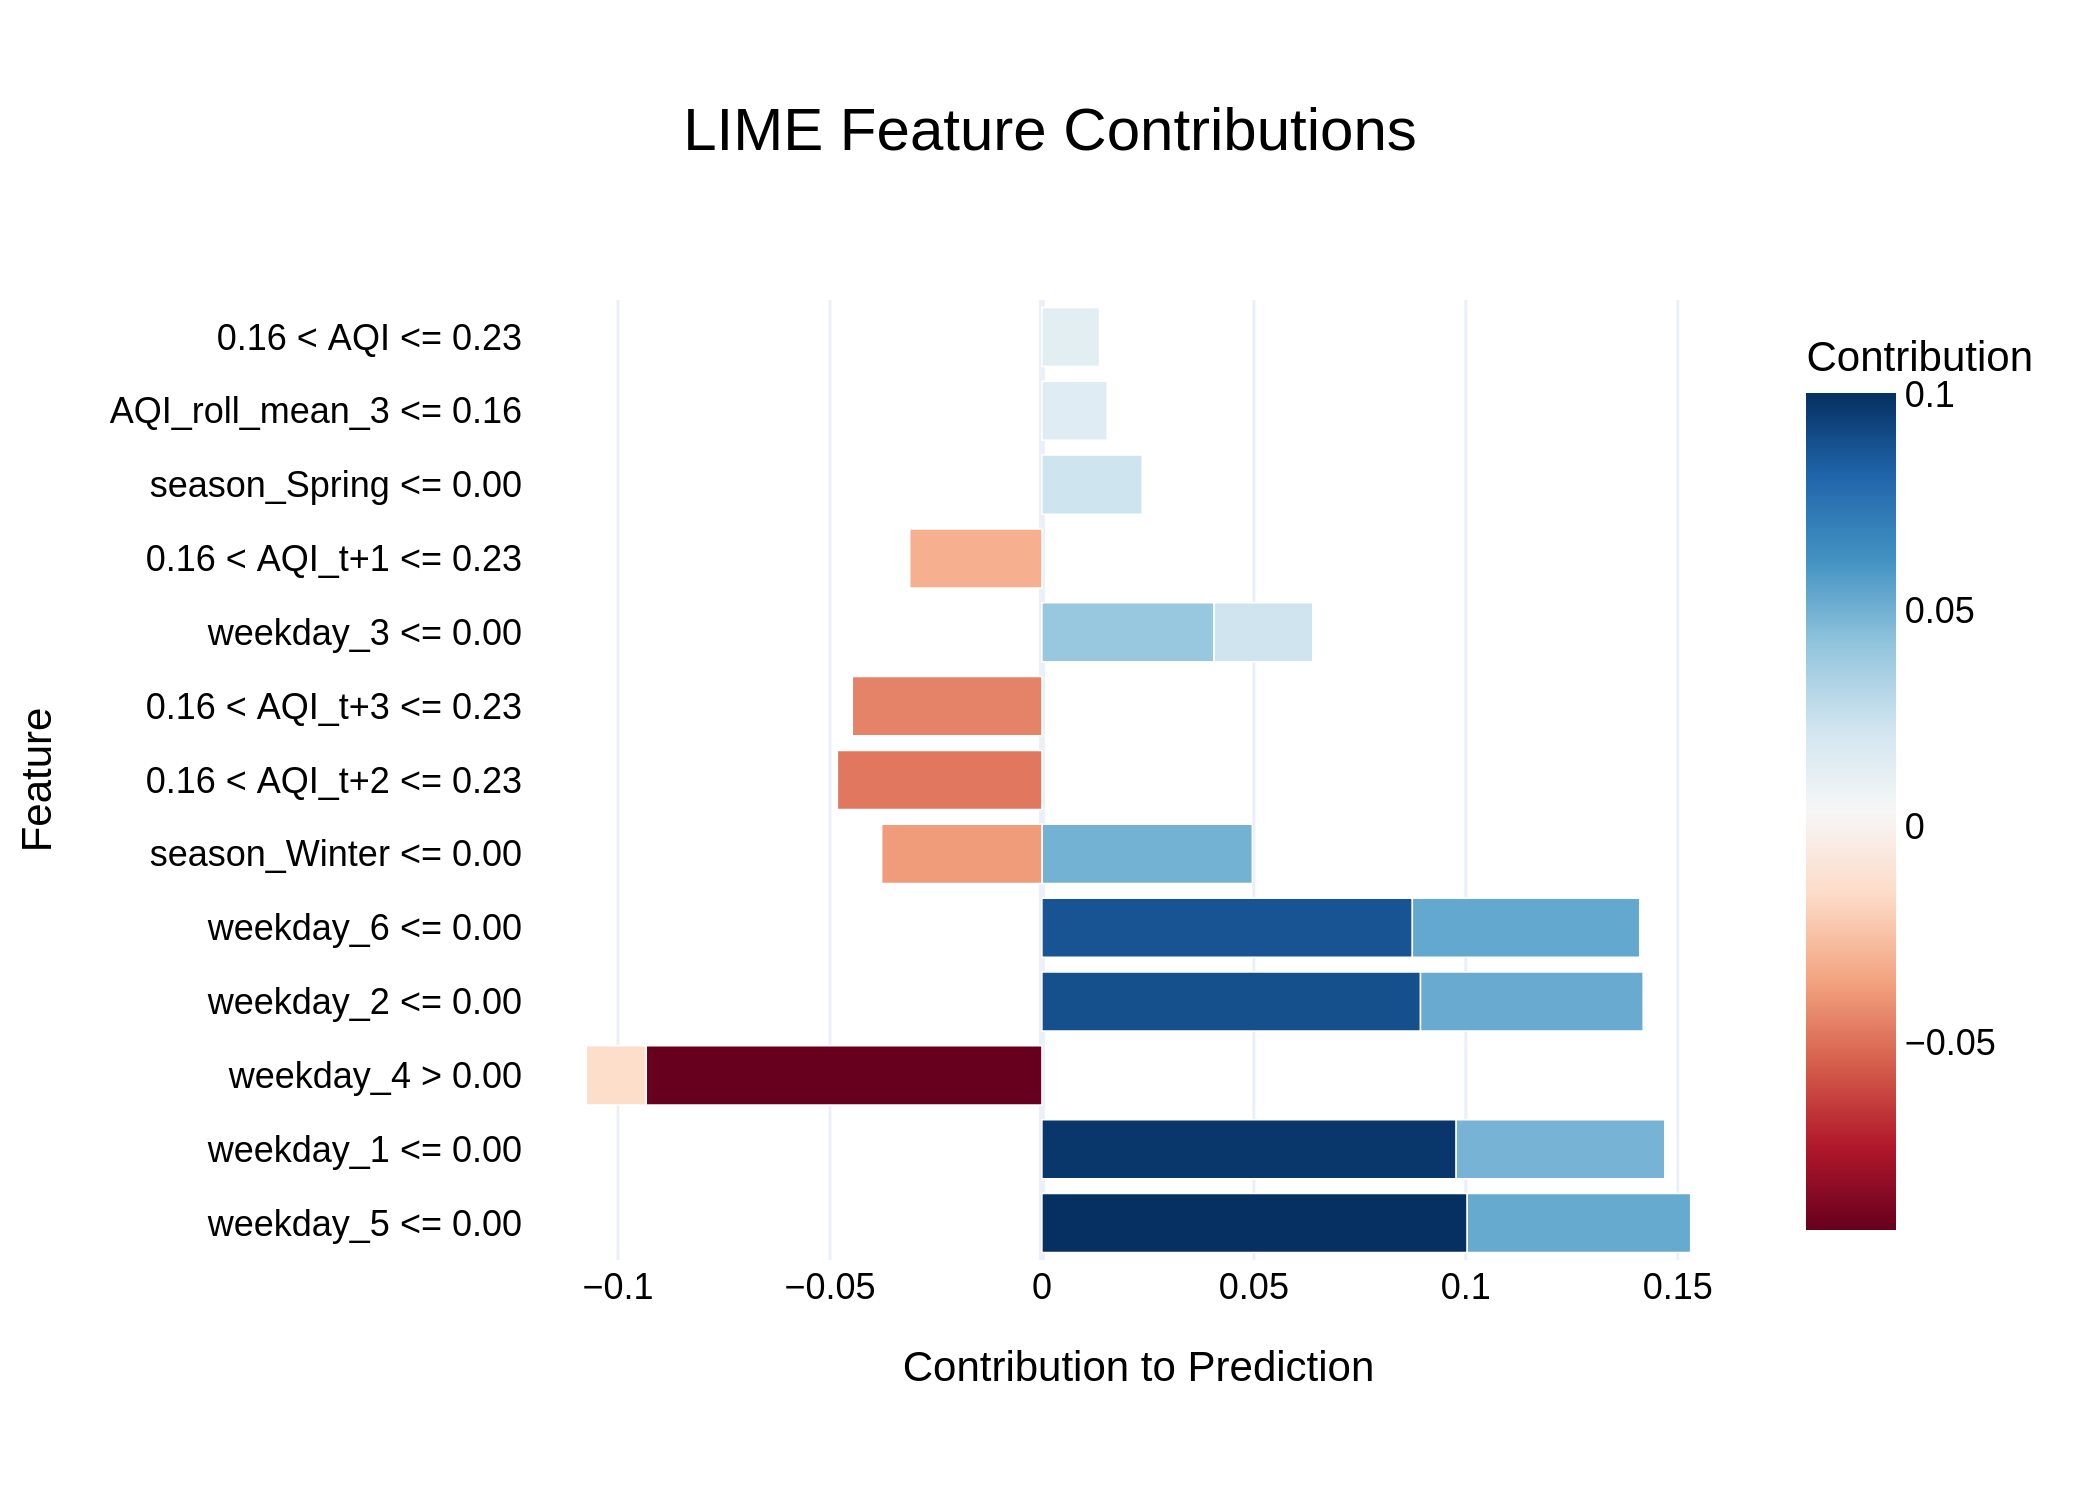 LIME Feature Contributions
0.16 < AQI <= 0.23
AQI_roll_mean_3 <= 0.16
season_Spring <= 0.00
0.16 < AQI_t+1 <= 0.23
weekday_3 <= 0.00
0.16 < AQI_t+3 <= 0.23
0.16 < AQI_t+2 <= 0.23
season_Winter <= 0.00
weekday_6 <= 0.00
weekday_2 <= 0.00
weekday_4 > 0.00
weekday_1 <= 0.00
weekday_5 <= 0.00
Feature
−0.1
−0.05
0
0.05
0.1
0.15
Contribution to Prediction
Contribution
0.1
0.05
0
−0.05